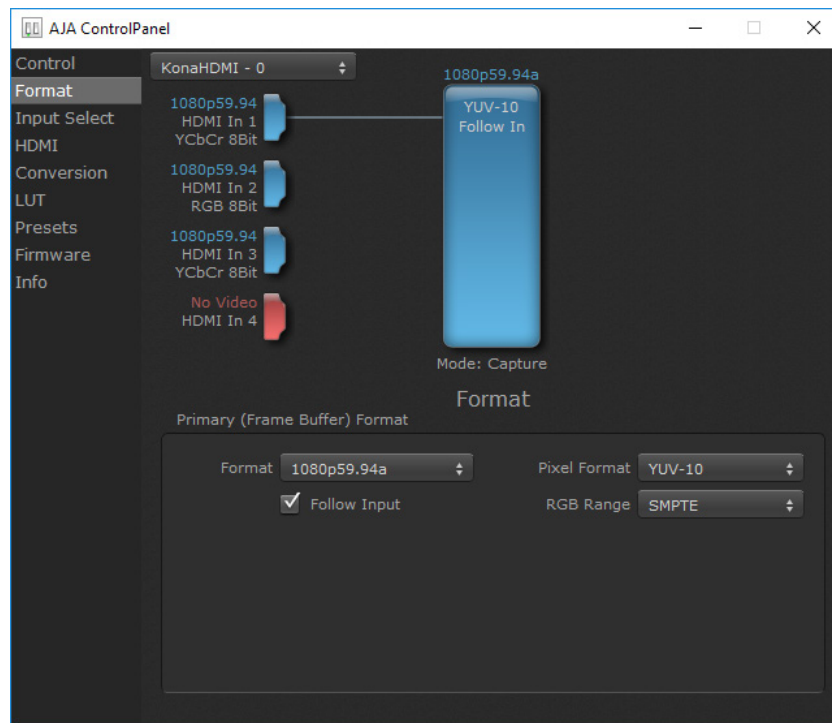 AJA ControlPanel
Control
Format
Input Select
HDMI
Conversion
LUT
Presets
Firmware
Info
KonaHDMI - 0
1080p59.94
HDMI In 1
YCbCr 8Bit
1080p59.94
HDMI In 2
RGB 8Bit
1080p59.94
HDMI In 3
YCbCr 8Bit
No Video
HDMI In 4
1080p59.94a
YUV-10
Follow In
Mode: Capture
Format
Primary (Frame Buffer) Format
Format 1080p59.94a
Follow Input
Pixel Format YUV-10
RGB Range SMPTE